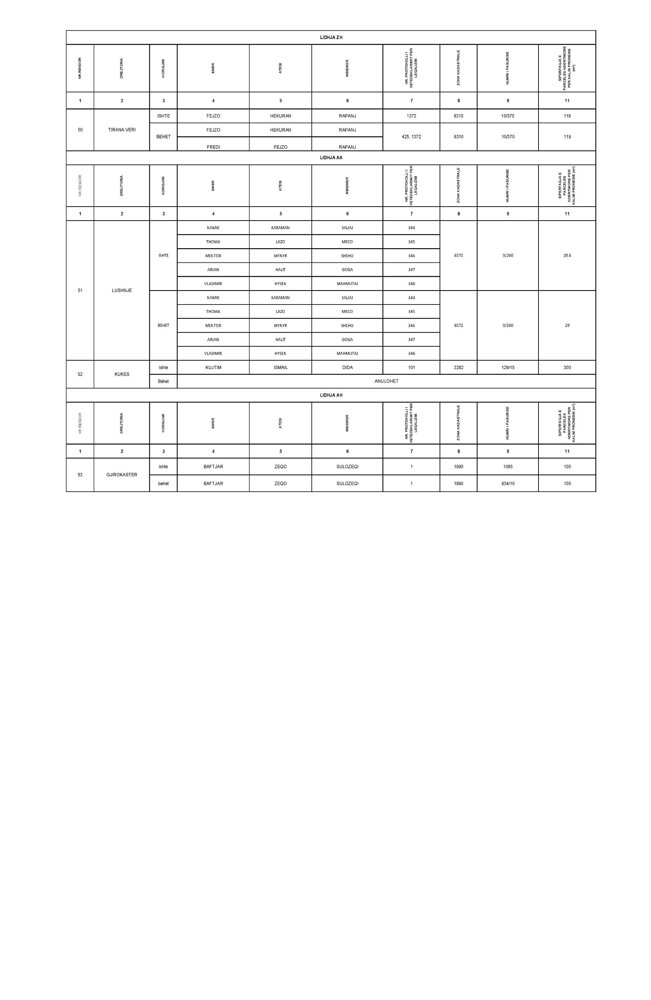 LIDHJA ZH
NR.RENDOR DREJTORIA KORIGJIMI EMER ATESI MBIEMER NR. PROTOKOLLI I VETEDEKLARIMIT PER LEGALIZIM ZONA KADASTRALE NUMRI I PASURISE SIPERFAQJA E PARCELES NDERTIMORE PER KALIM PRONESIE (m²)
1 2 3 4 5 6 7 8 9 11
50 TIRANA VERI ISHTE FEJZO HEKURAN RAPANJ 1372 8310 10/370 119
BEHET FEJZO HEKURAN RAPANJ 425, 1372 8310 10/370 119
FREDI FEJZO RAPANJ
LIDHJA AA
NR.RENDOR DREJTORIA KORIGJIMI EMER ATESI MBIEMER NR. PROTOKOLLI I VETEDEKLARIMIT PER LEGALIZIM ZONA KADASTRALE NUMRI I PASURISE SIPERFAQJA E PARCELES NDERTIMORE PER KALIM PRONESIE (m²)
1 2 3 4 5 6 7 8 9 11
51 LUSHNJE ISHTE NAMIK KARAMAN SALIAJ 344 8572 9/260 20.8
THOMA LAZO MECO 345
MENTOR MYNYR SHEHU 346
ARJAN HALIT GOGA 347
VLADIMIR HYSEN MAHMUTAJ 348
BEHET NAMIK KARAMAN SALIAJ 344 8572 9/260 29
THOMA LAZO MECO 345
MENTOR MYNYR SHEHU 346
ARJAN HALIT GOGA 347
VLADIMIR HYSEN MAHMUTAJ 348
52 KUKES Ishte KUJTIM ISMAIL DIDA 101 2282 129/15 300
Bëhet ANULOHET
LIDHJA AH
NR.RENDOR DREJTORIA KORIGJIMI EMER ATESI MBIEMER NR. PROTOKOLLI I VETEDEKLARIMIT PER LEGALIZIM ZONA KADASTRALE NUMRI I PASURISE SIPERFAQJA E PARCELES NDERTIMORE PER KALIM PRONESIE (m²)
1 2 3 4 5 6 7 8 9 11
53 GJIROKASTER ishte BAFTJAR ZEQO SULOZEQI 1 1990 1065 100
behet BAFTJAR ZEQO SULOZEQI 1 1990 834/10 100